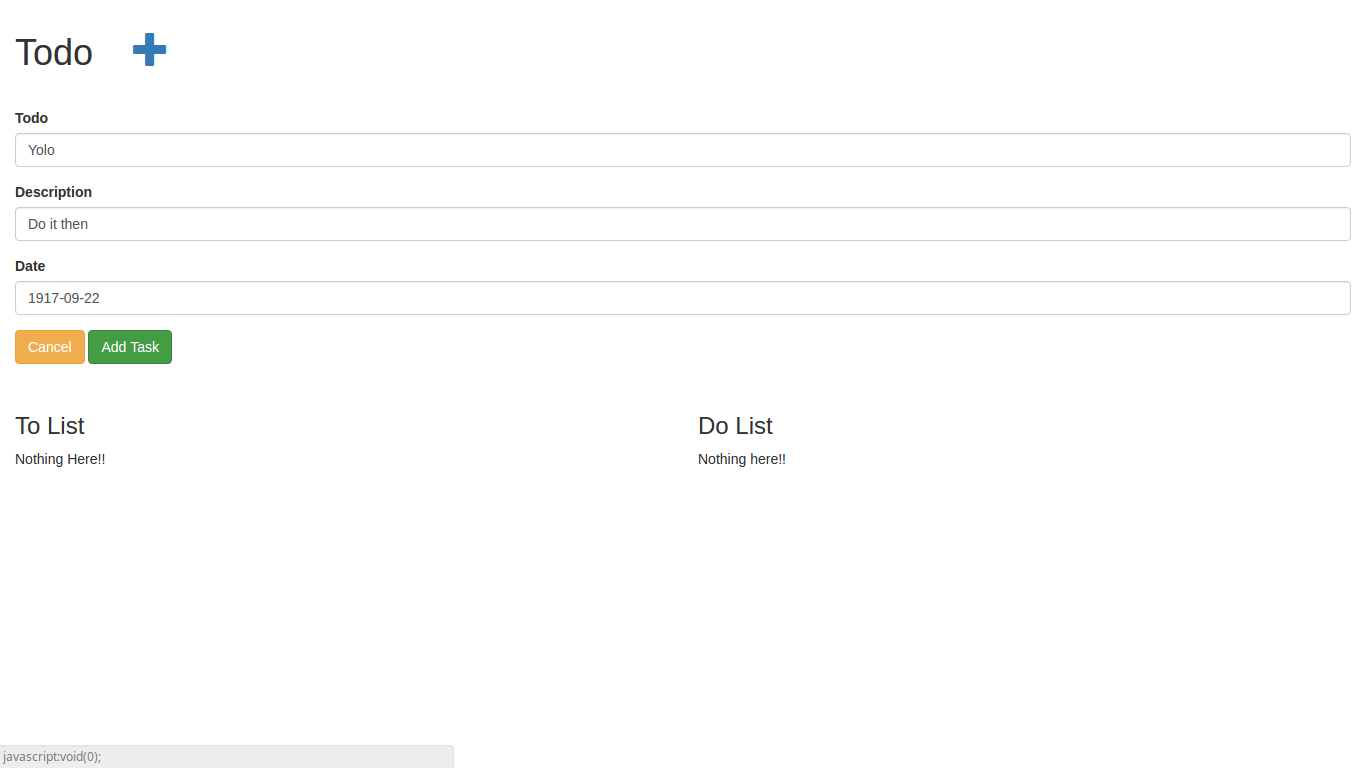 Todo
Todo
Yolo
Description
Do it then
Date
1917-09-22
Cancel Add Task
To List Do List
Nothing Here!! Nothing here!!
javascript:void(0);